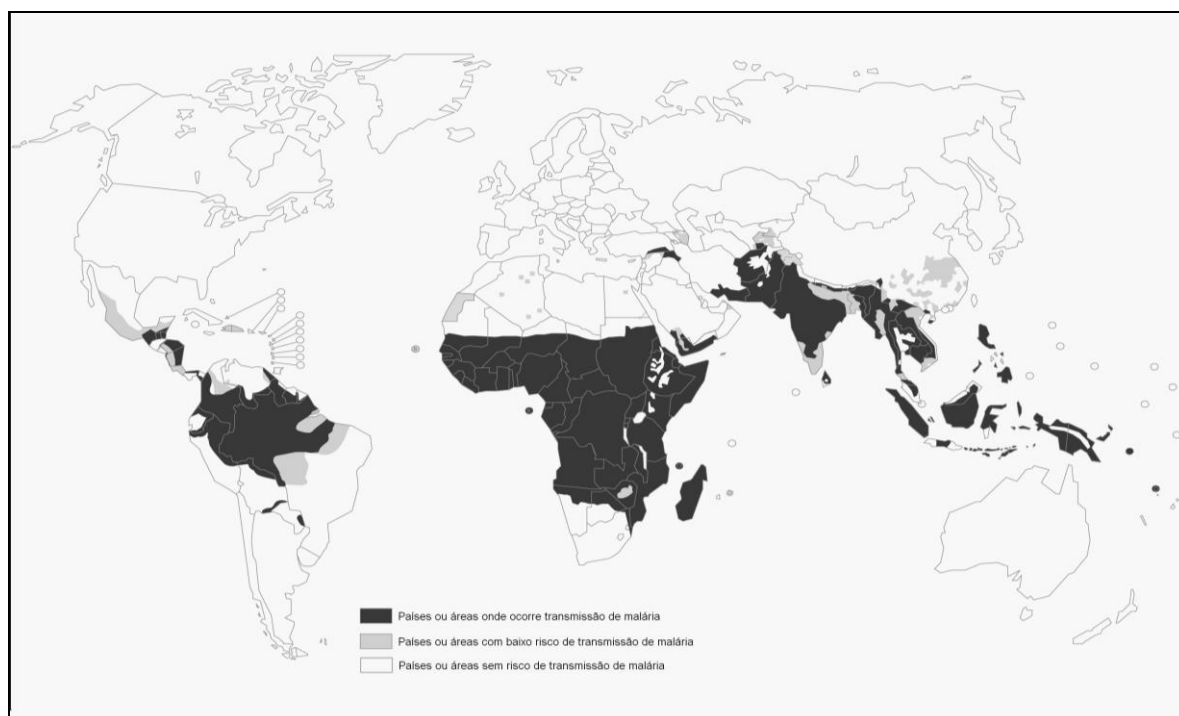 Países ou áreas onde ocorre transmissão de malária
Países ou áreas com baixo risco de transmissão de malária
Países ou áreas sem risco de transmissão de malária